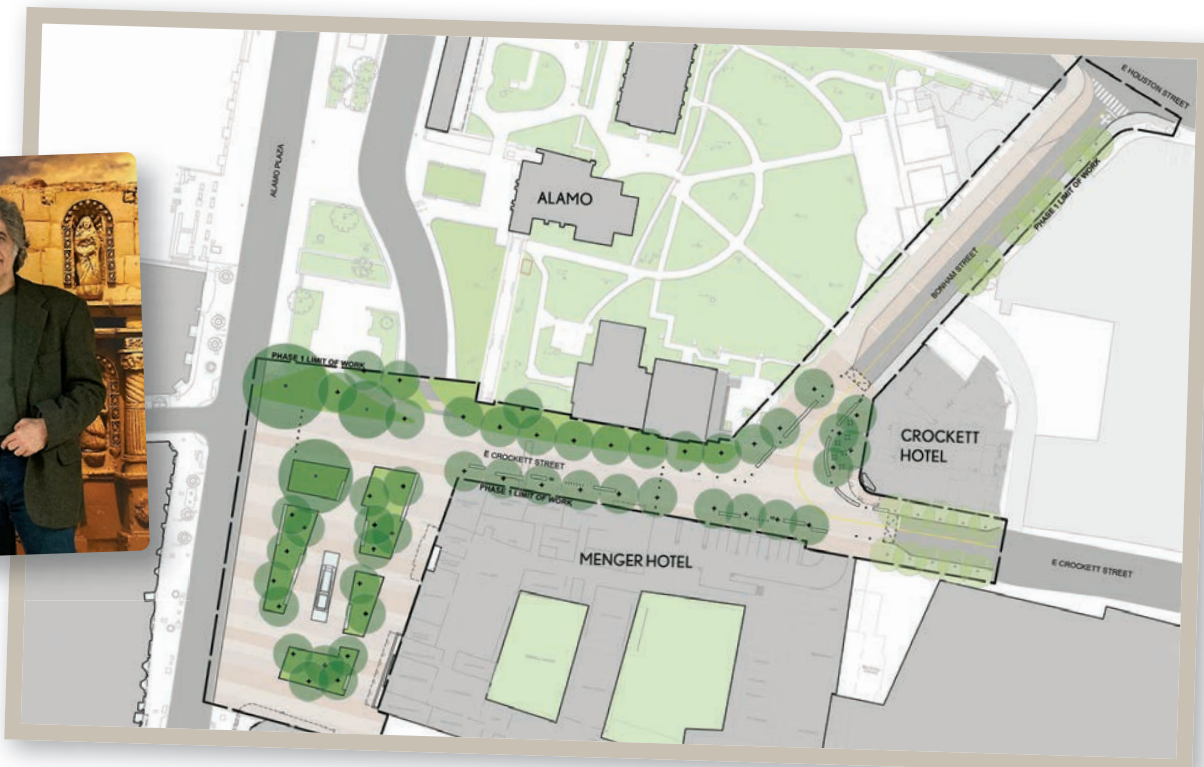 E HOUSTON STREET
ALAMO PLAZA
PHASE 1 LIMIT OF WORK
ALAMO
BONHAM STREET
PHASE 1 LIMIT OF WORK
E CROCKETT STREET
PHASE 1 LIMIT OF WORK
CROCKETT
HOTEL
MENGER HOTEL
E CROCKETT STREET